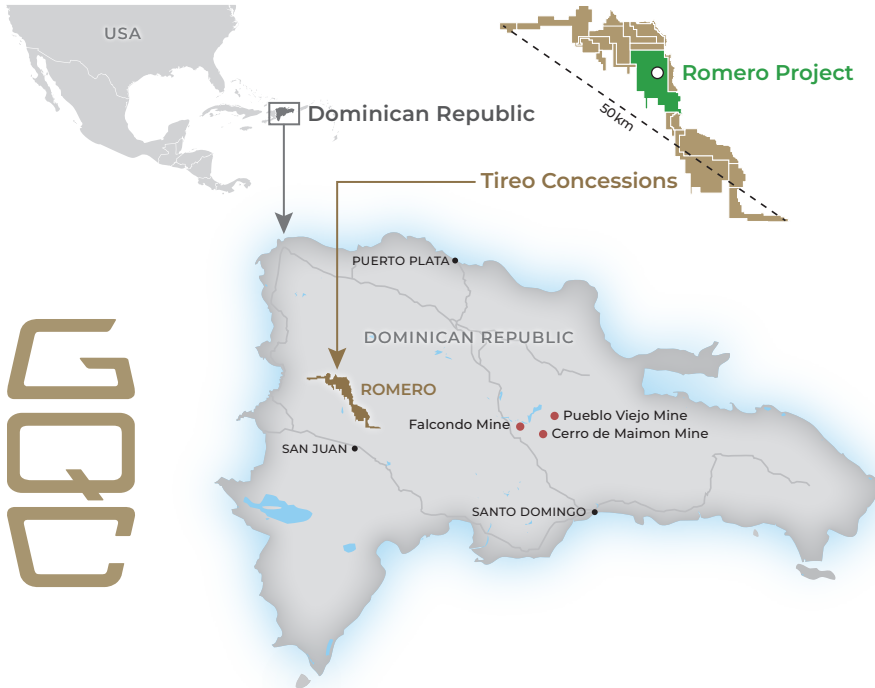 USA
Dominican Republic
Romero Project
50km
Tireo Concessions
PUERTO PLATA
DOMINICAN REPUBLIC
ROMERO
Pueblo Viejo Mine
Falcondo Mine
Cerro de Maimon Mine
SAN JUAN
SANTO DOMINGO
G
Q
C